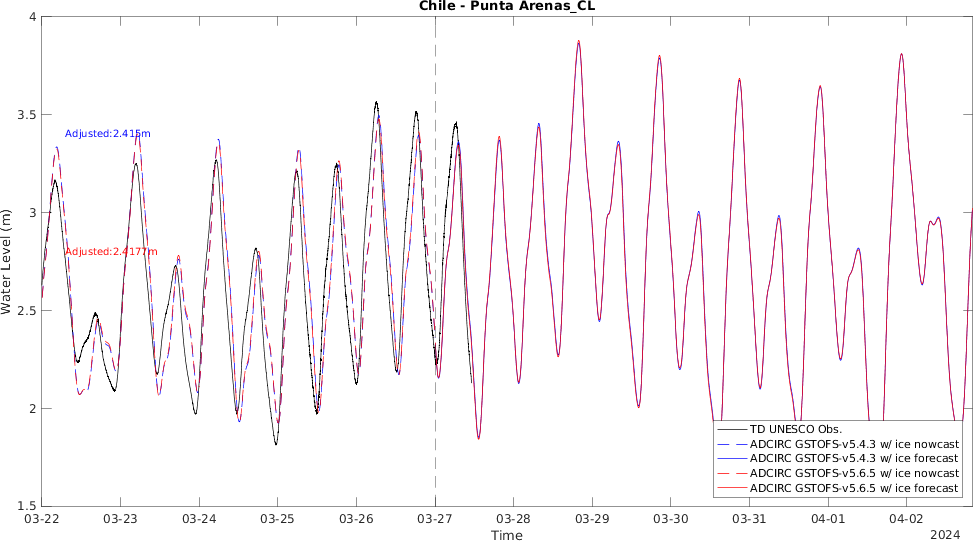 Chile - Punta Arenas_CL
4
3.5
3
2.5
2
1.5
Water Level (m)
Adjusted:2.415m
Adjusted:2.4177m
TD UNESCO Obs.
ADCIRC GSTOFS-v5.4.3 w/ ice nowcast
ADCIRC GSTOFS-v5.4.3 w/ ice forecast
ADCIRC GSTOFS-v5.6.5 w/ ice nowcast
ADCIRC GSTOFS-v5.6.5 w/ ice forecast
03-22 03-23 03-24 03-25 03-26 03-27 03-28 03-29 03-30 03-31 04-01 04-02
Time
2024